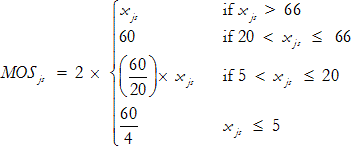 x_js if x_js > 66
60 if 20 < x_js ≤ 66
MOS_js = 2 × { (60/20) × x_js if 5 < x_js ≤ 20
60/4 x_js ≤ 5